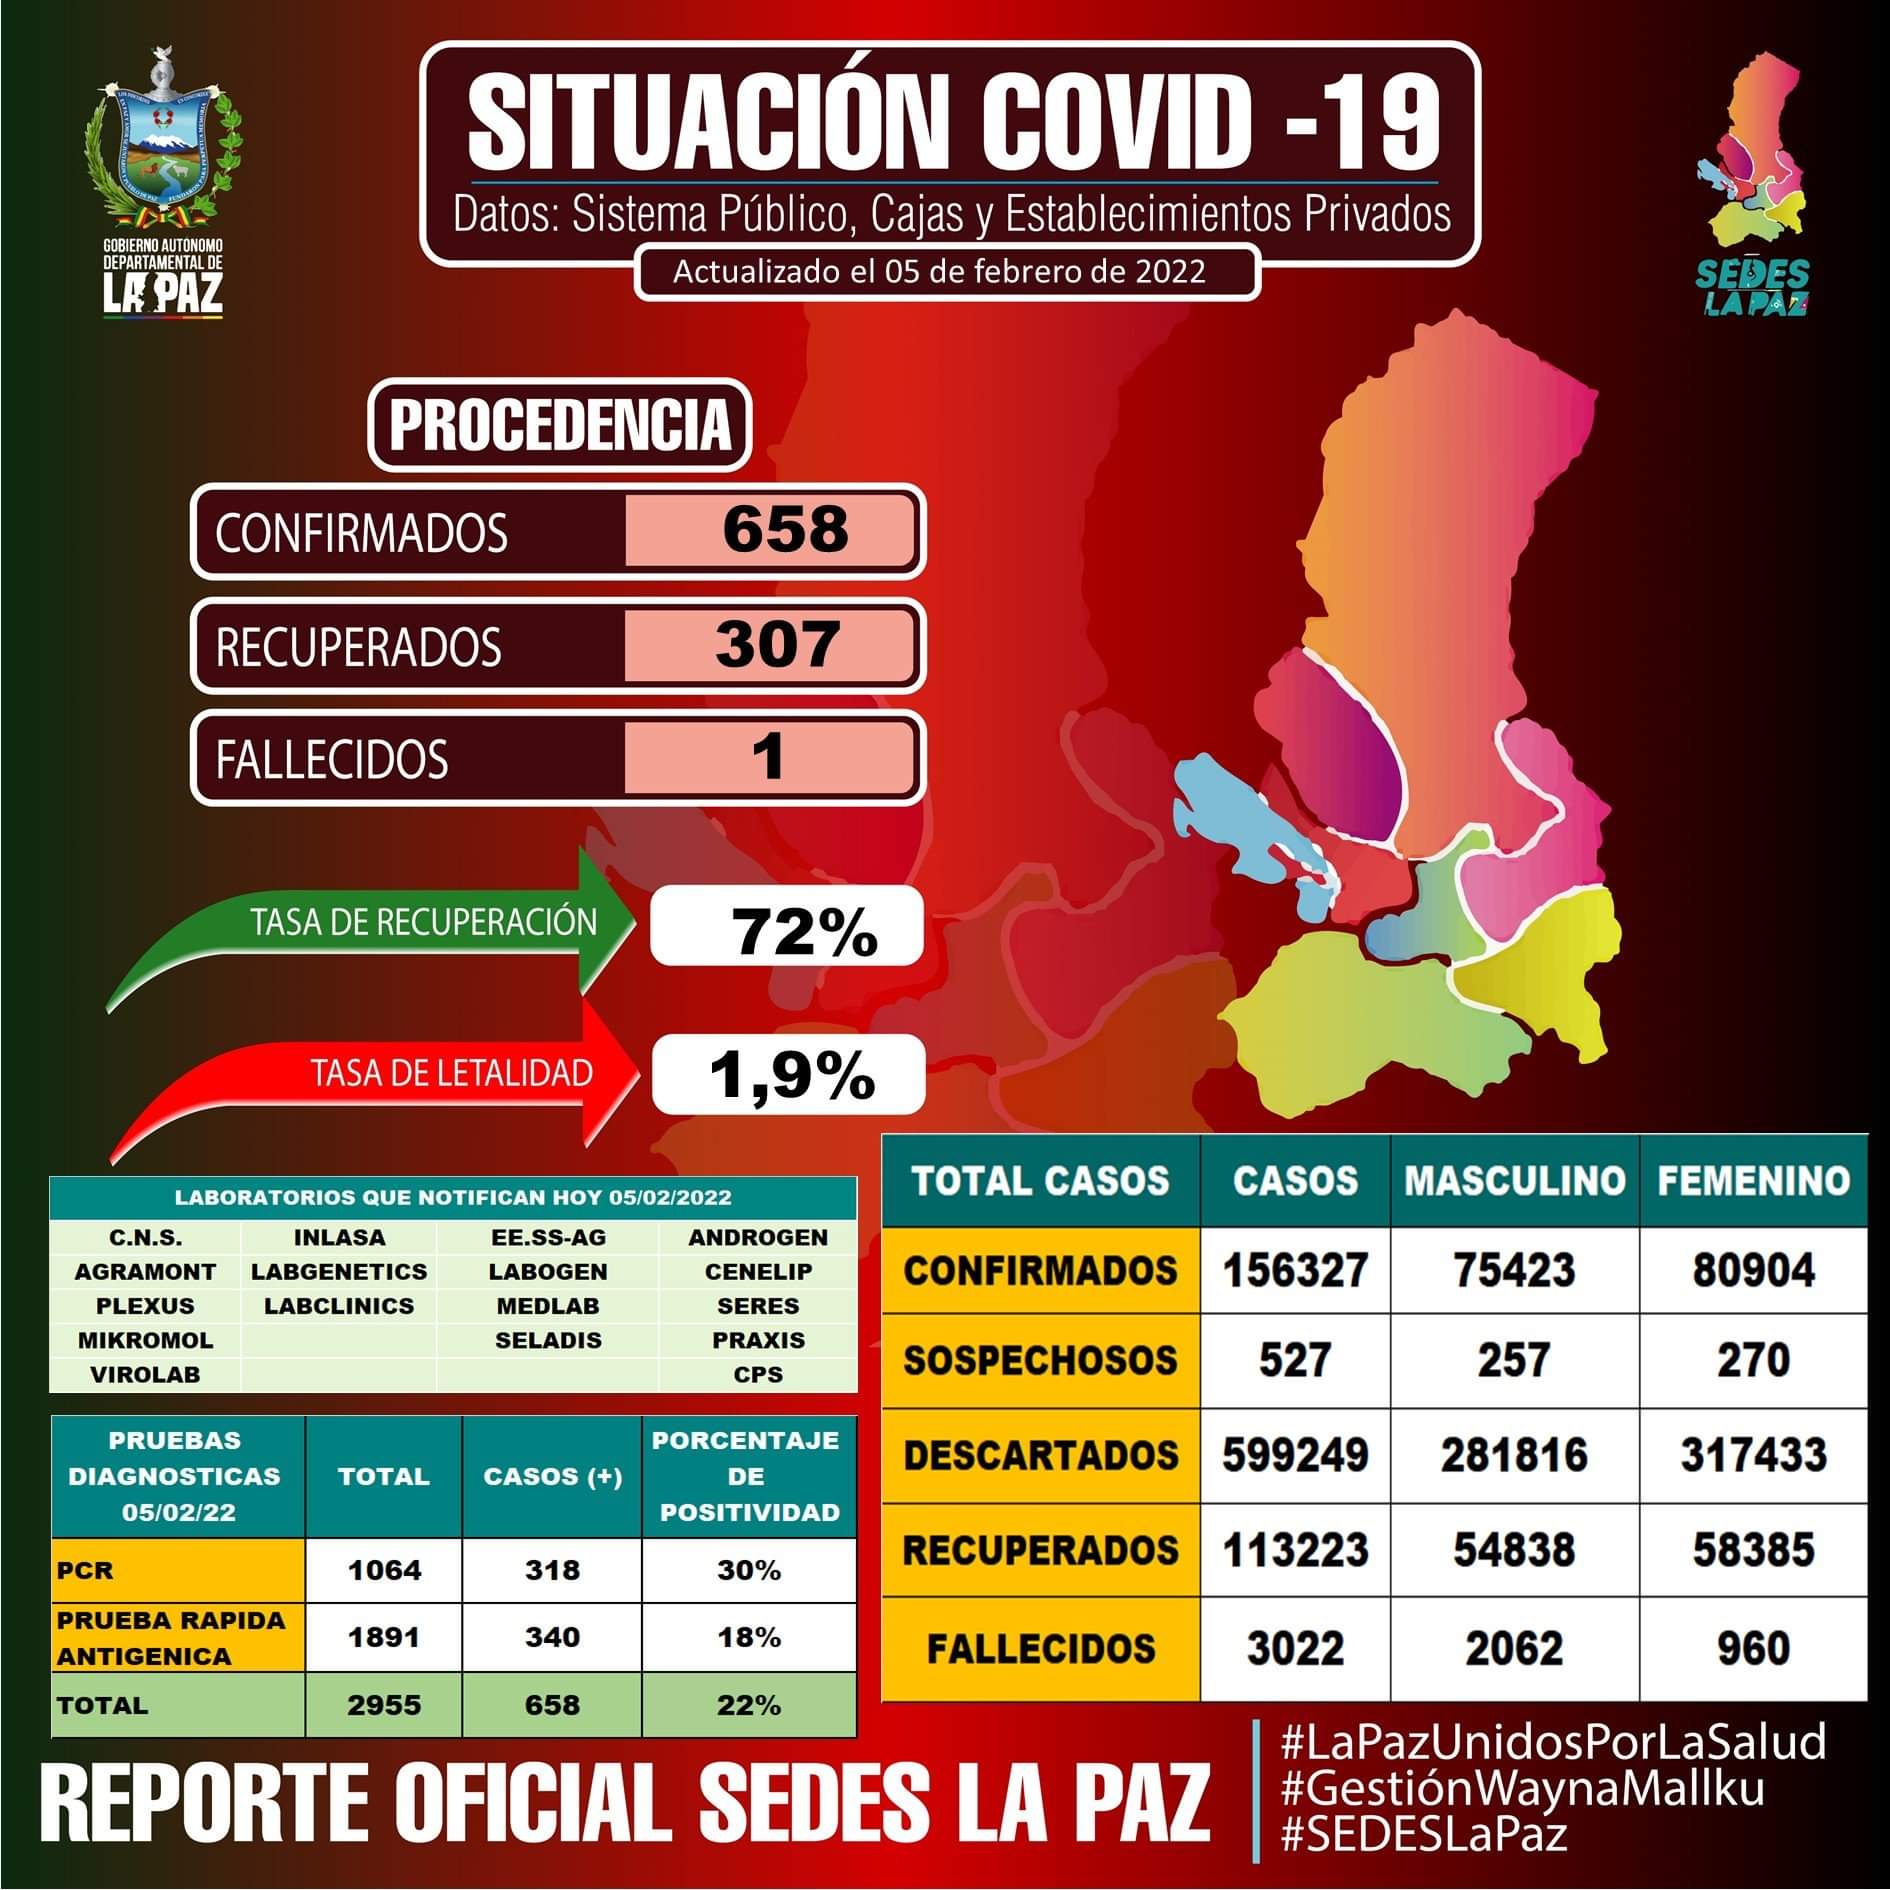 SITUACIÓN COVID -19
Datos: Sistema Público, Cajas y Establecimientos Privados
Actualizado el 05 de febrero de 2022
GOBIERNO AUTÓNOMO
DEPARTAMENTAL DE
LA PAZ
SEDES
LA PAZ
PROCEDENCIA
CONFIRMADOS 658
RECUPERADOS 307
FALLECIDOS 1
TASA DE RECUPERACIÓN 72%
TASA DE LETALIDAD 1,9%
LABORATORIOS QUE NOTIFICAN HOY 05/02/2022
C.N.S. INLASA EE.SS-AG ANDROGEN
AGRAMONT LABGENETICS LABOGEN CENELIP
PLEXUS LABCLINICS MEDLAB SERES
MIKROMOL SELADIS PRAXIS
VIROLAB CPS
PRUEBAS
DIAGNOSTICAS
05/02/22
TOTAL
CASOS (+)
PORCENTAJE
DE
POSITIVIDAD
PCR 1064 318 30%
PRUEBA RAPIDA
ANTIGENICA
1891 340 18%
TOTAL 2955 658 22%
TOTAL CASOS CASOS MASCULINO FEMENINO
CONFIRMADOS 156327 75423 80904
SOSPECHOSOS 527 257 270
DESCARTADOS 599249 281816 317433
RECUPERADOS 113223 54838 58385
FALLECIDOS 3022 2062 960
REPORTE OFICIAL SEDES LA PAZ
#LaPazUnidosPorLaSalud
#GestiónWaynaMallku
#SEDESLaPaz